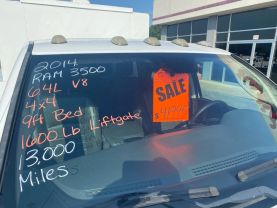 2014
RAM 3500
6.4L V8
4x4
9ft Bed
1600 Lb Liftgate
13,000
Miles
SALE